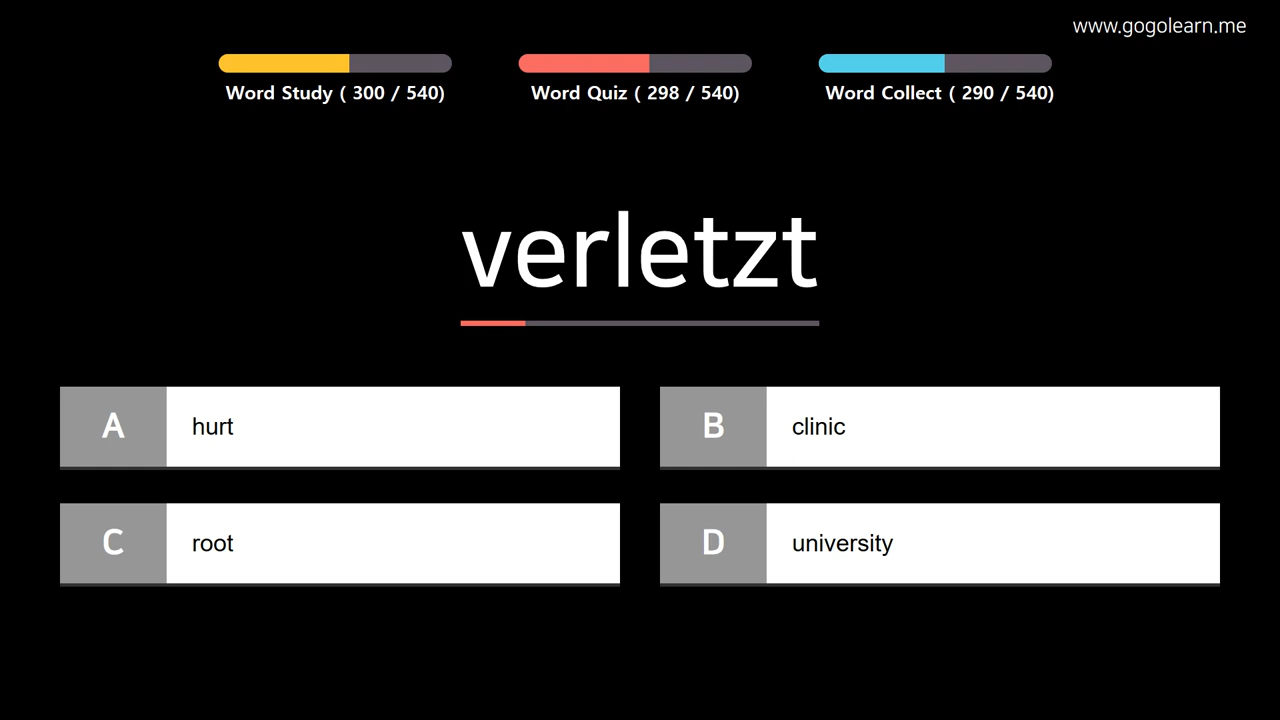 www.gogolearn.me
Word Study ( 300 / 540)
Word Quiz ( 298 / 540)
Word Collect ( 290 / 540)
verletzt
A hurt
B clinic
C root
D university